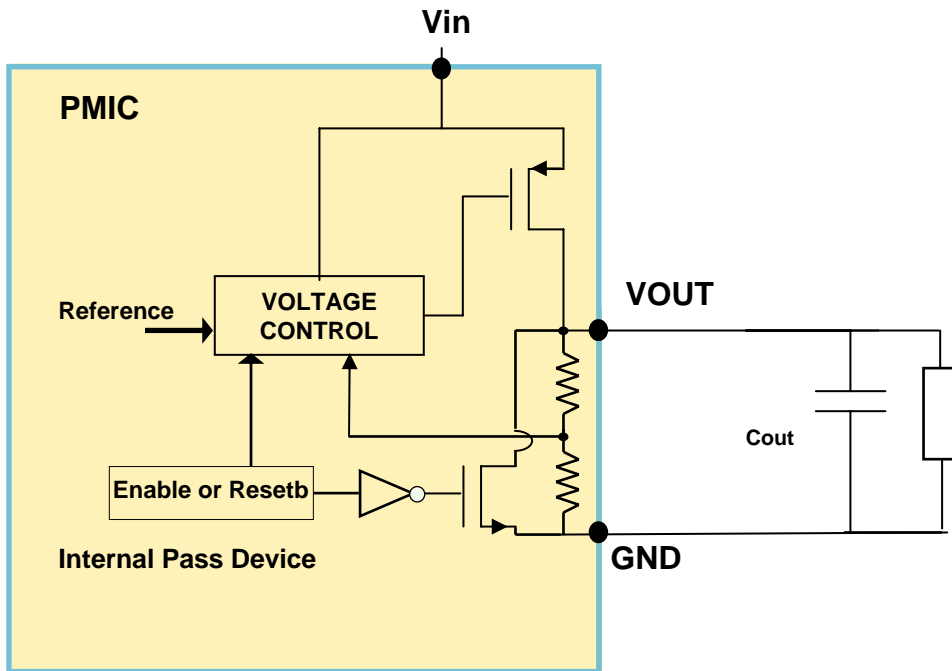 Vin
PMIC
VOUT
Reference
VOLTAGE
CONTROL
Cout
Enable or Resetb
Internal Pass Device
GND